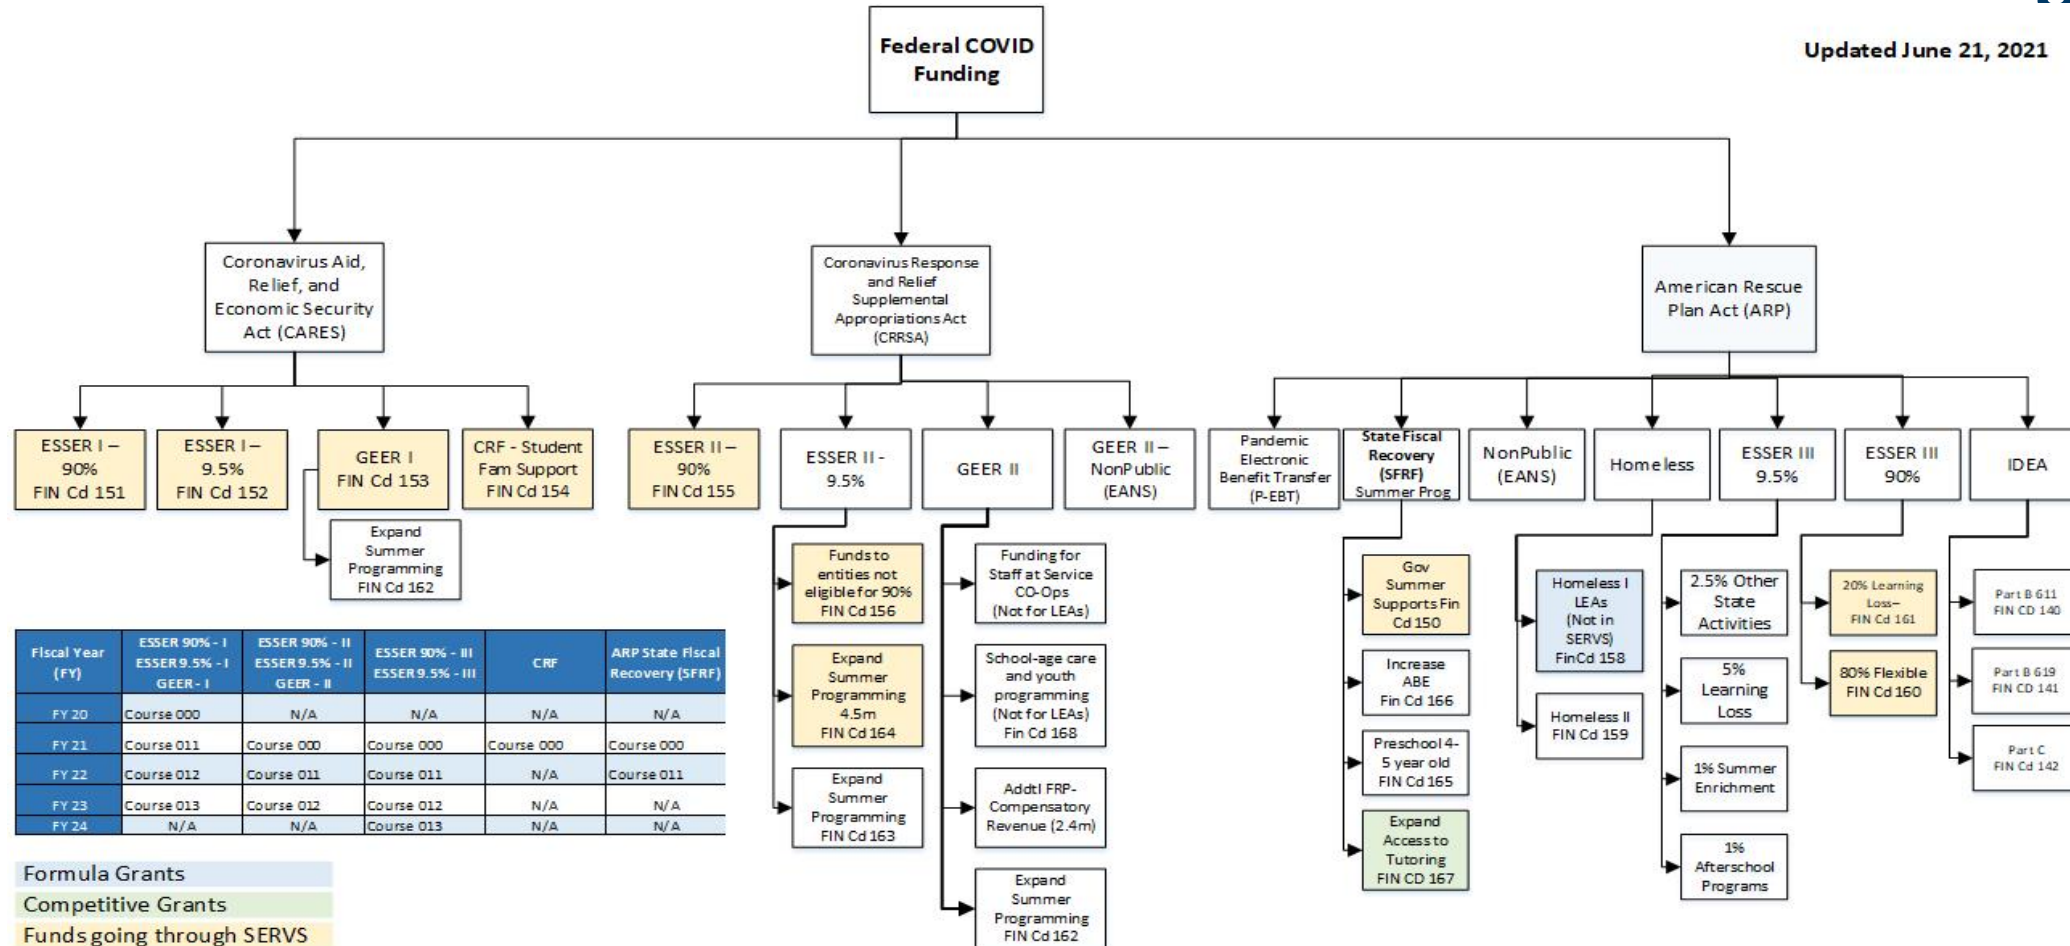 Federal COVID
Funding
Updated June 21, 2021
Coronavirus Aid,
Relief, and
Economic Security
Act (CARES)
Coronavirus Response
and Relief
Supplemental
Appropriations Act
(CRRSA)
American Rescue
Plan Act (ARP)
ESSER I –
90%
FIN Cd 151
ESSER I –
9.5%
FIN Cd 152
GEER I
FIN Cd 153
CRF - Student
Fam Support
FIN Cd 154
Expand
Summer
Programming
FIN Cd 162
ESSER II –
90%
FIN Cd 155
ESSER II -
9.5%
GEER II
GEER II –
NonPublic
(EANS)
Funds to
entities not
eligible for 90%
FIN Cd 156
Expand
Summer
Programming
4.5m
FIN Cd 164
Expand
Summer
Programming
FIN Cd 163
Funding for
Staff at Service
CO-Ops
(Not for LEAs)
School-age care
and youth
programming
(Not for LEAs)
Fin Cd 168
Addtl FRP-
Compensatory
Revenue (2.4m)
Expand
Summer
Programming
FIN Cd 162
Pandemic
Electronic
Benefit Transfer
(P-EBT)
State Fiscal
Recovery
(SFRF)
Summer Prog
NonPublic
(EANS)
Homeless
ESSER III
9.5%
ESSER III
90%
IDEA
Gov
Summer
Supports Fin
Cd 150
Increase
ABE
Fin Cd 166
Preschool 4-
5 year old
FIN Cd 165
Expand
Access to
Tutoring
FIN CD 167
Homeless I
LEAs
(Not in
SERVS)
FinCd 158
Homeless II
FIN Cd 159
2.5% Other
State
Activities
5%
Learning
Loss
1% Summer
Enrichment
1%
Afterschool
Programs
20% Learning
Loss–
FIN Cd 161
80% Flexible
FIN Cd 160
Part B 611
FIN CD 140
Part B 619
FIN CD 141
Part C
FIN Cd 142
Fiscal Year
(FY)
ESSER 90% - I
ESSER 9.5% - I
GEER - I
ESSER 90% - II
ESSER 9.5% - II
GEER - II
ESSER 90% - III
ESSER 9.5% - III
CRF
ARP State Fiscal
Recovery (SFRF)
FY 20 Course 000 N/A N/A N/A N/A
FY 21 Course 011 Course 000 Course 000 Course 000 Course 000
FY 22 Course 012 Course 011 Course 011 N/A Course 011
FY 23 Course 013 Course 012 Course 012 N/A N/A
FY 24 N/A N/A Course 013 N/A N/A
Formula Grants
Competitive Grants
Funds going through SERVS